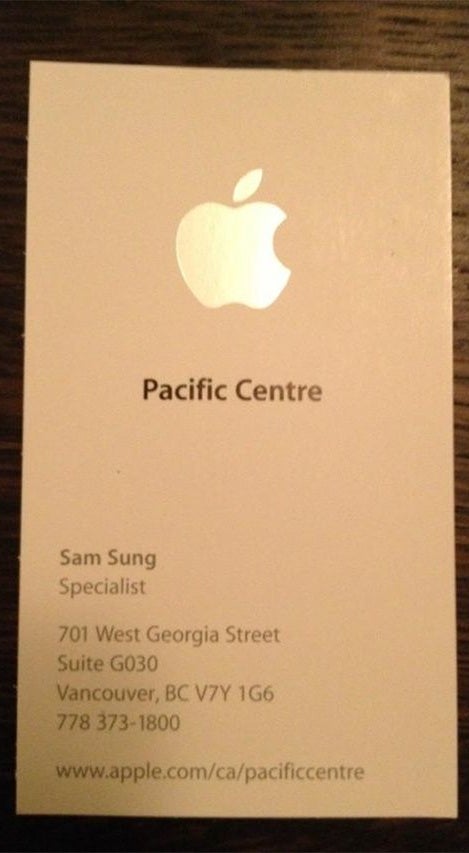 Pacific Centre
Sam Sung
Specialist
701 West Georgia Street
Suite G030
Vancouver, BC V7Y 1G6
778 373-1800
www.apple.com/ca/pacificcentre